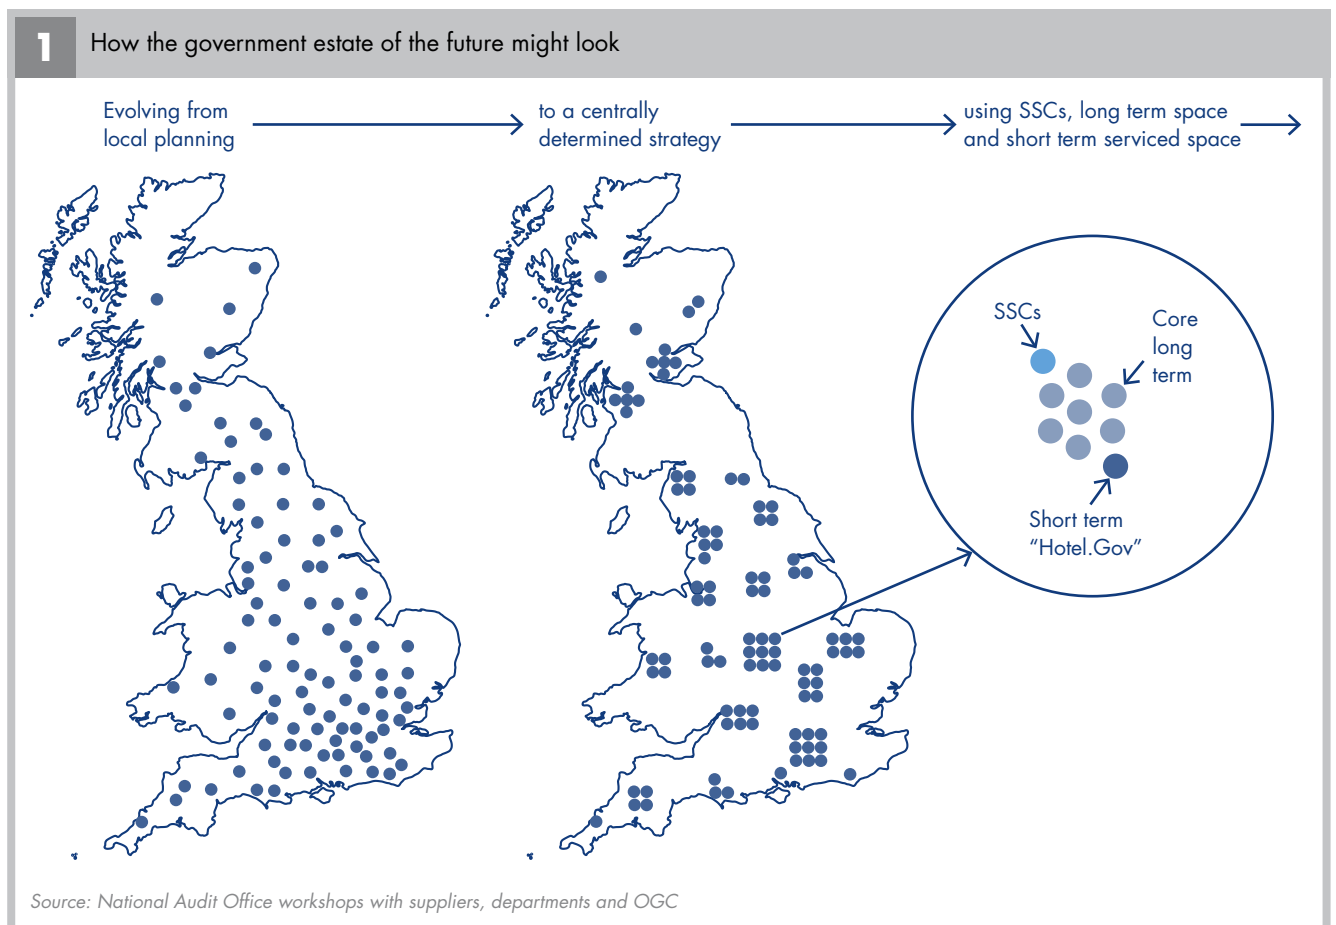 1
How the government estate of the future might look
Evolving from
local planning
to a centrally
determined strategy
using SSCs, long term space
and short term serviced space
SSCs
Core
long
term
Short term
“Hotel.Gov”
Source: National Audit Office workshops with suppliers, departments and OGC